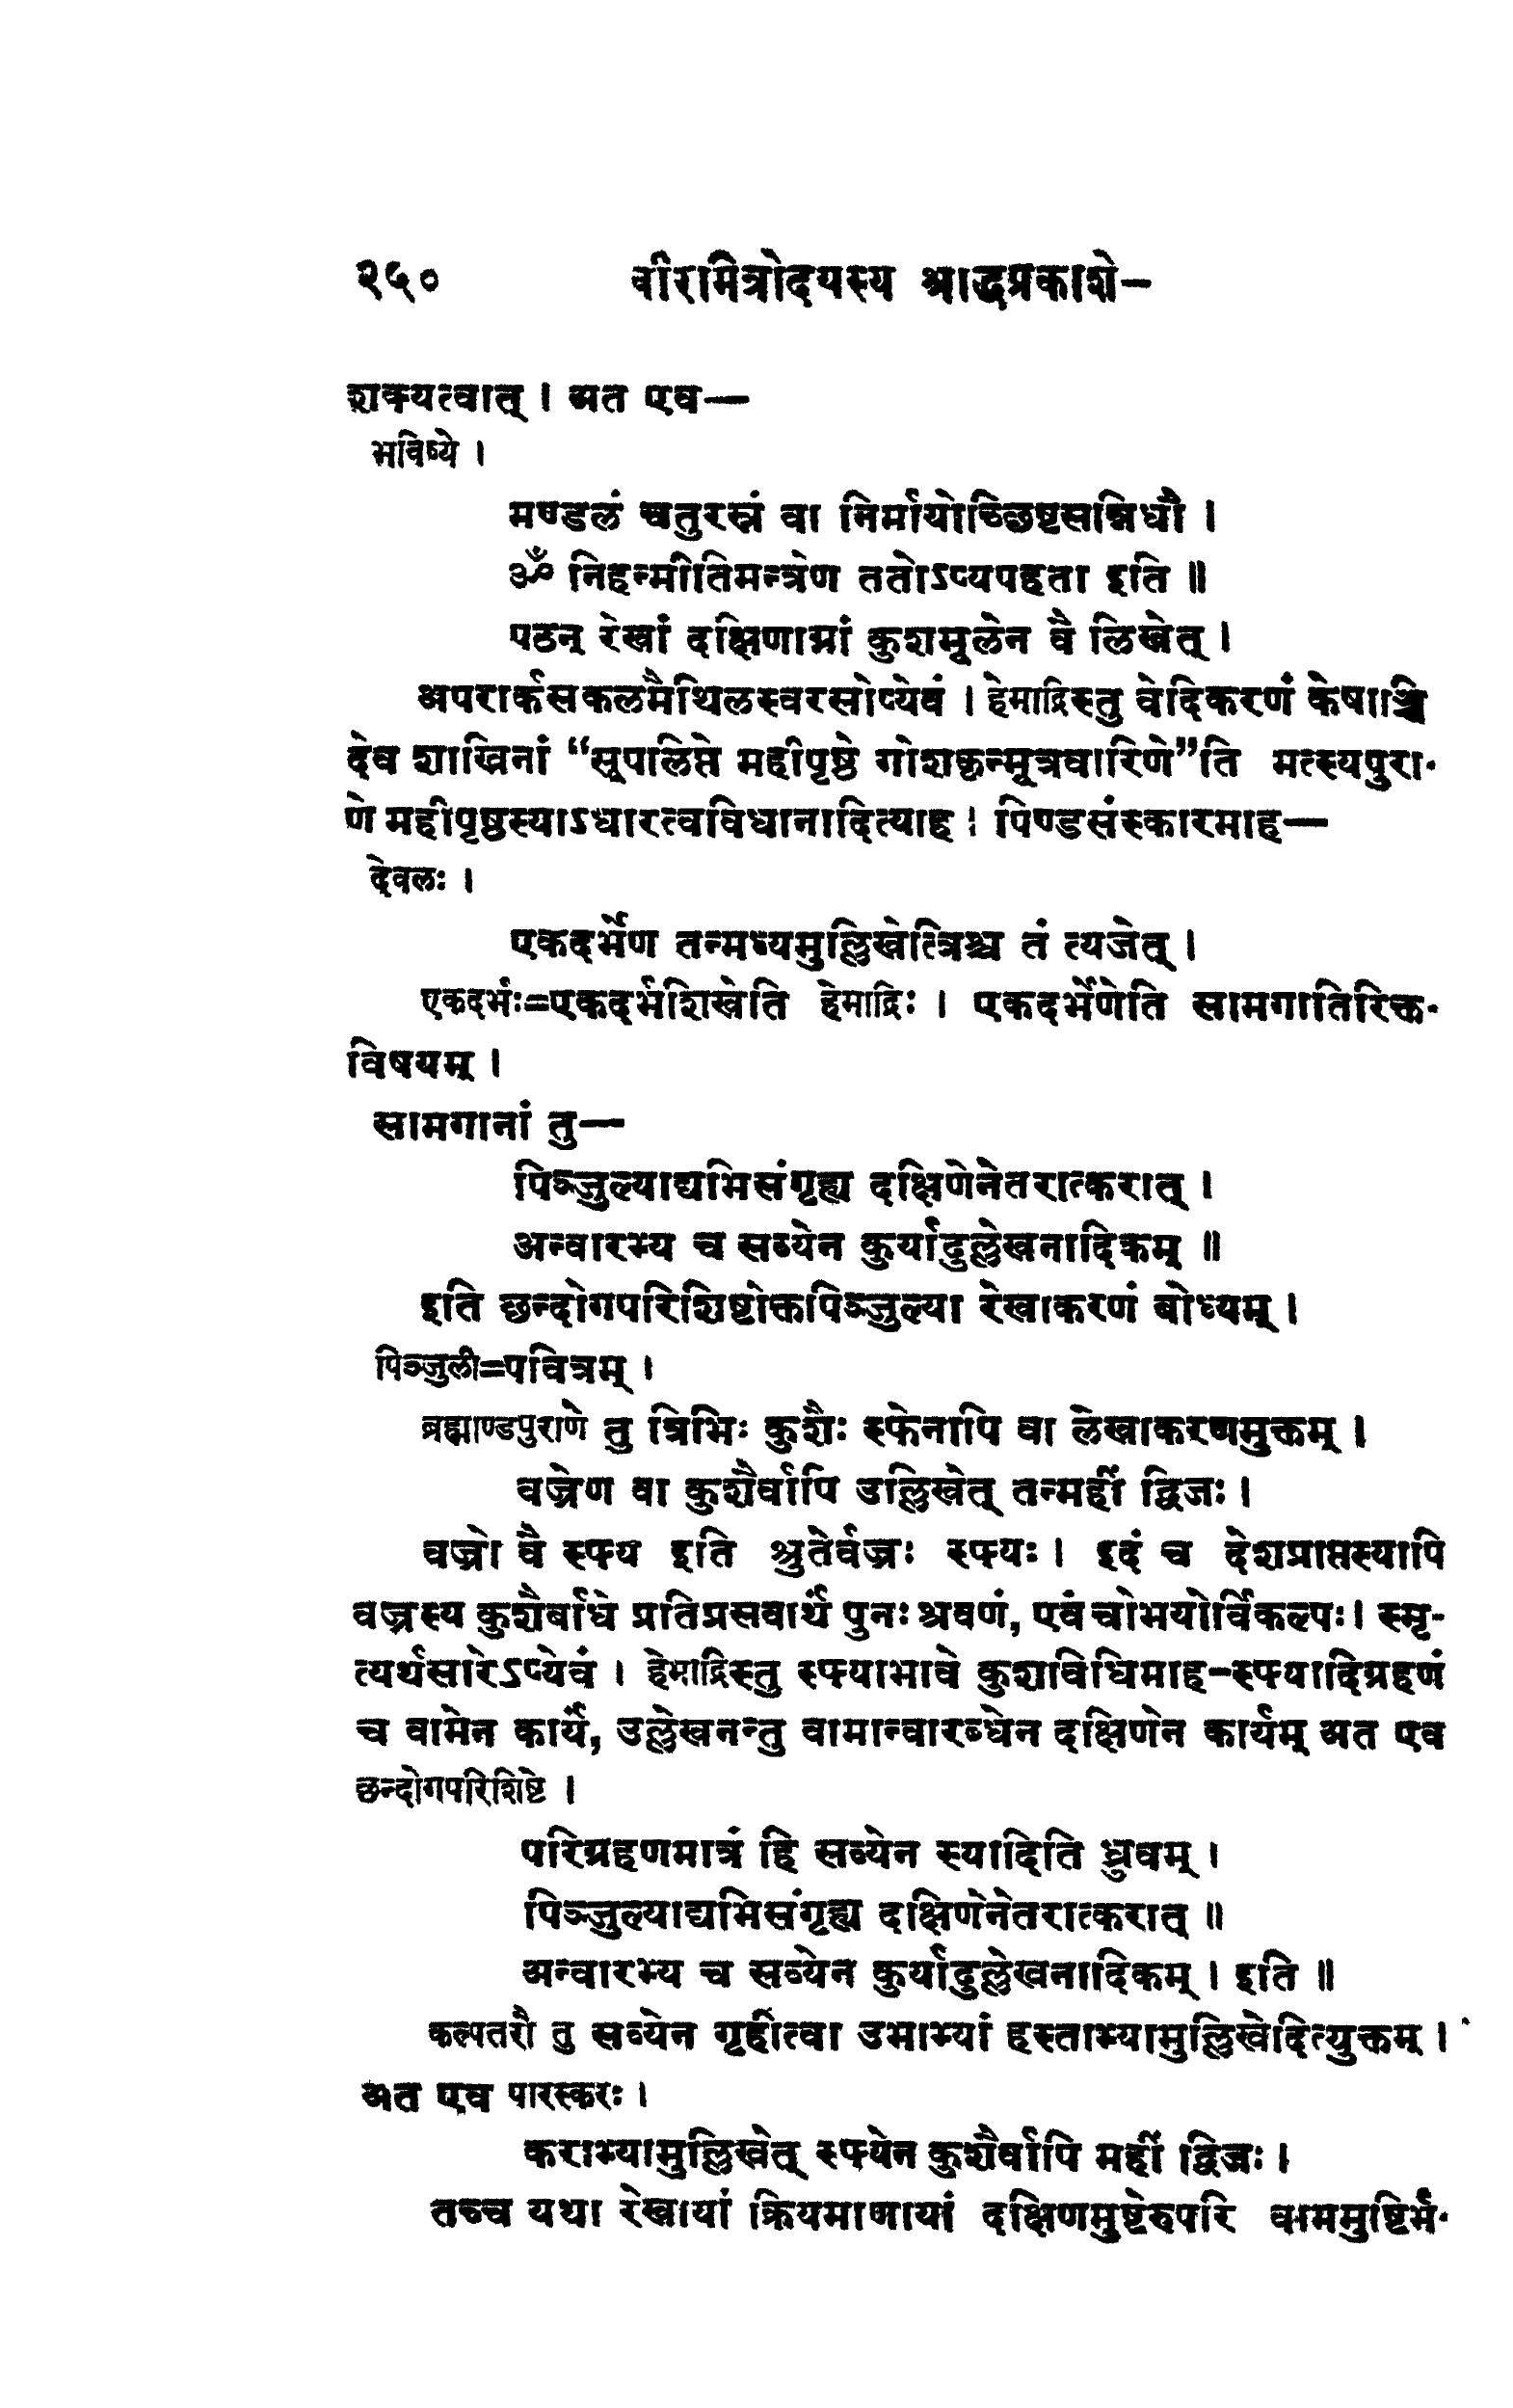 २५० वीरमित्रोदयस्य श्राद्धप्रकाशे-
शक्यत्वात् । अत एव—
भविष्ये ।
मण्डलं चतुरस्रं वा निर्मायोच्छिष्टसन्निधौ ।
ॐ निहन्मीतिमन्त्रेण ततोऽप्यपहता इति ॥
पठन् रेखां दक्षिणाग्रां कुशमूलेन वै लिखेत् ।
अपरार्कसकलमैथिलस्वरसोप्येवं । हेमाद्रिस्तु वेदिकरणं केषाञ्चि
देव शाखिनां “सूपलिप्ते महीपृष्ठे गोशकृन्मूत्रवारिणे”ति मत्स्यपुरा-
णे महीपृष्ठस्याऽधारत्वविधानादित्याह । पिण्डसंस्कारमाह—
देवलः ।
एकदर्भेण तन्मध्यमुल्लिखेत्त्रिश्च तं त्यजेत् ।
एकदर्भः=एकदर्भशिखेति हेमाद्रिः । एकदर्भेणेति सामगातिरिक्त-
विषयम् ।
सामगानां तु—
पिञ्जुल्याद्यभिसंगृह्य दक्षिणेनेतरात्करात् ।
अन्वारभ्य च सव्येन कुर्यादुल्लेखनादिकम् ॥
इति छन्दोगपरिशिष्टोक्तपिञ्जुल्या रेखाकरणं बोध्यम् ।
पिञ्जुली=पवित्रम् ।
ब्रह्माण्डपुराणे तु त्रिभिः कुशैः स्फेनापि वा लेखाकरणमुक्तम् ।
वज्रेण वा कुशैर्वापि उल्लिखेत् तन्महीं द्विजः ।
वज्रो वै स्फ्य इति श्रुतेर्वज्रः स्फ्यः । इदं च देशप्राप्तस्यापि
वज्रस्य कुशैर्बाधे प्रतिप्रसवार्थं पुनः श्रवणं, एवं चोभयोर्विकल्पः । स्मृ-
त्यर्थसारेऽप्येवं । हेमाद्रिस्तु स्फ्याभावे कुशविधिमाह-स्फ्यादिग्रहणं
च वामेन कार्यं, उल्लेखनन्तु वामान्वारब्धेन दक्षिणेन कार्यम् अत एव
छन्दोगपरिशिष्टे ।
परिग्रहणमात्रं हि सव्येन स्यादिति ध्रुवम् ।
पिञ्जुल्याद्यभिसंगृह्य दक्षिणेनेतरात्करात् ॥
अन्वारभ्य च सव्येन कुर्यादुल्लेखनादिकम् । इति ॥
कल्पतरौ तु सव्येन गृहीत्वा उभाभ्यां हस्ताभ्यामुल्लिखेदित्युक्तम् ।
अत एव पारस्करः ।
कराभ्यामुल्लिखेत् स्फ्येन कुशैर्वापि महीं द्विजः ।
तच्च यथा रेखायां क्रियमाणायां दक्षिणमुष्टेरुपरि वाममुष्टिर्भ-